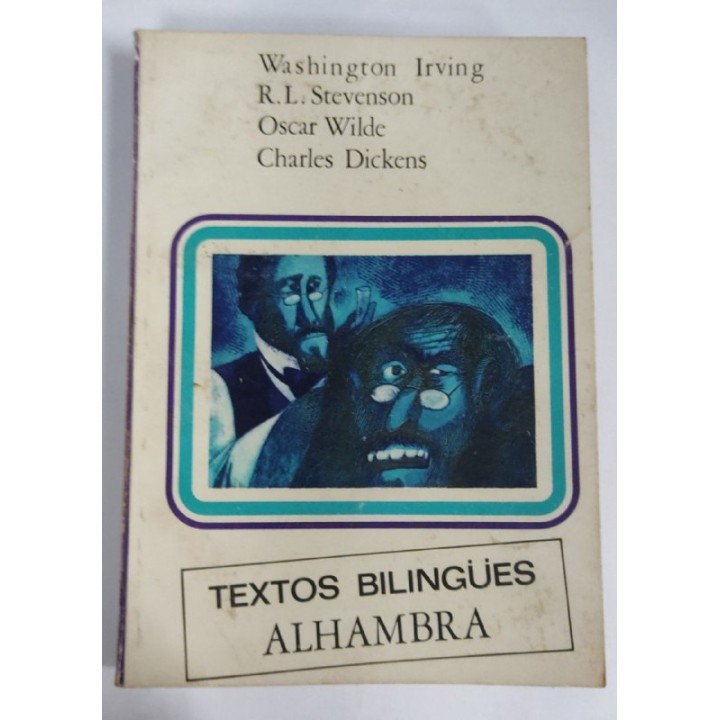 Washington Irving
R.L. Stevenson
Oscar Wilde
Charles Dickens
TEXTOS BILINGÜES
ALHAMBRA